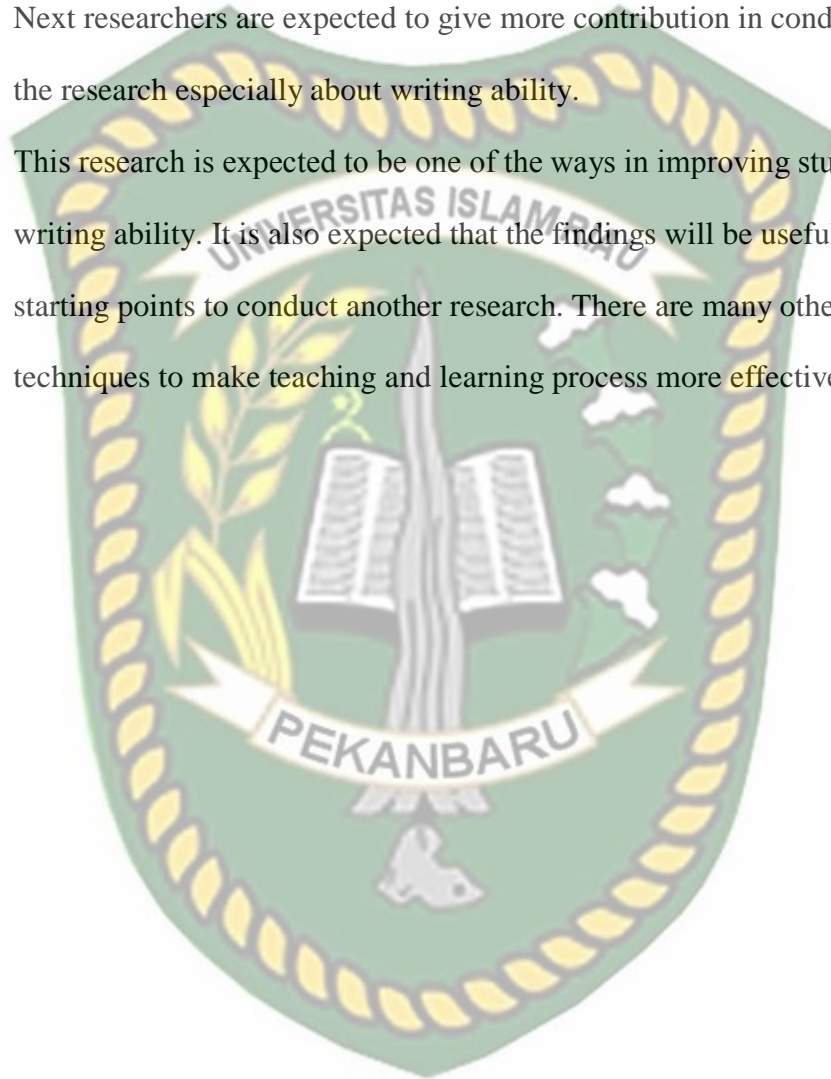 Next researchers are expected to give more contribution in cond
the research especially about writing ability.
This research is expected to be one of the ways in improving stu
writing ability. It is also expected that the findings will be usefu
starting points to conduct another research. There are many othe
techniques to make teaching and learning process more effective
UNIVERSITAS ISLAM RIAU
PEKANBARU